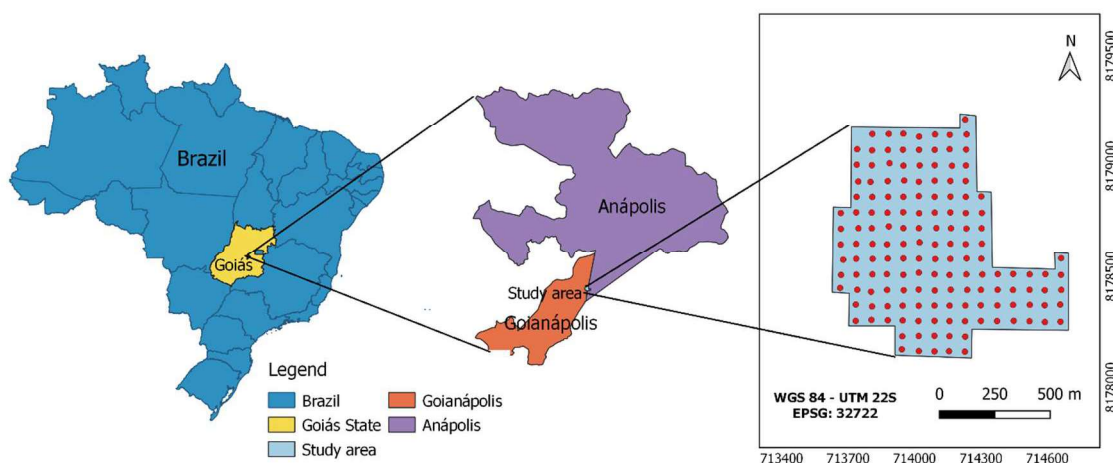 Brazil
Goiás
Anápolis
Study area
Goianápolis
Legend
Brazil
Goiás State
Study area
Goianápolis
Anápolis
N
8179500
8179000
8178500
8178000
WGS 84 - UTM 22S
EPSG: 32722
0 250 500 m
713400 713700 714000 714300 714600